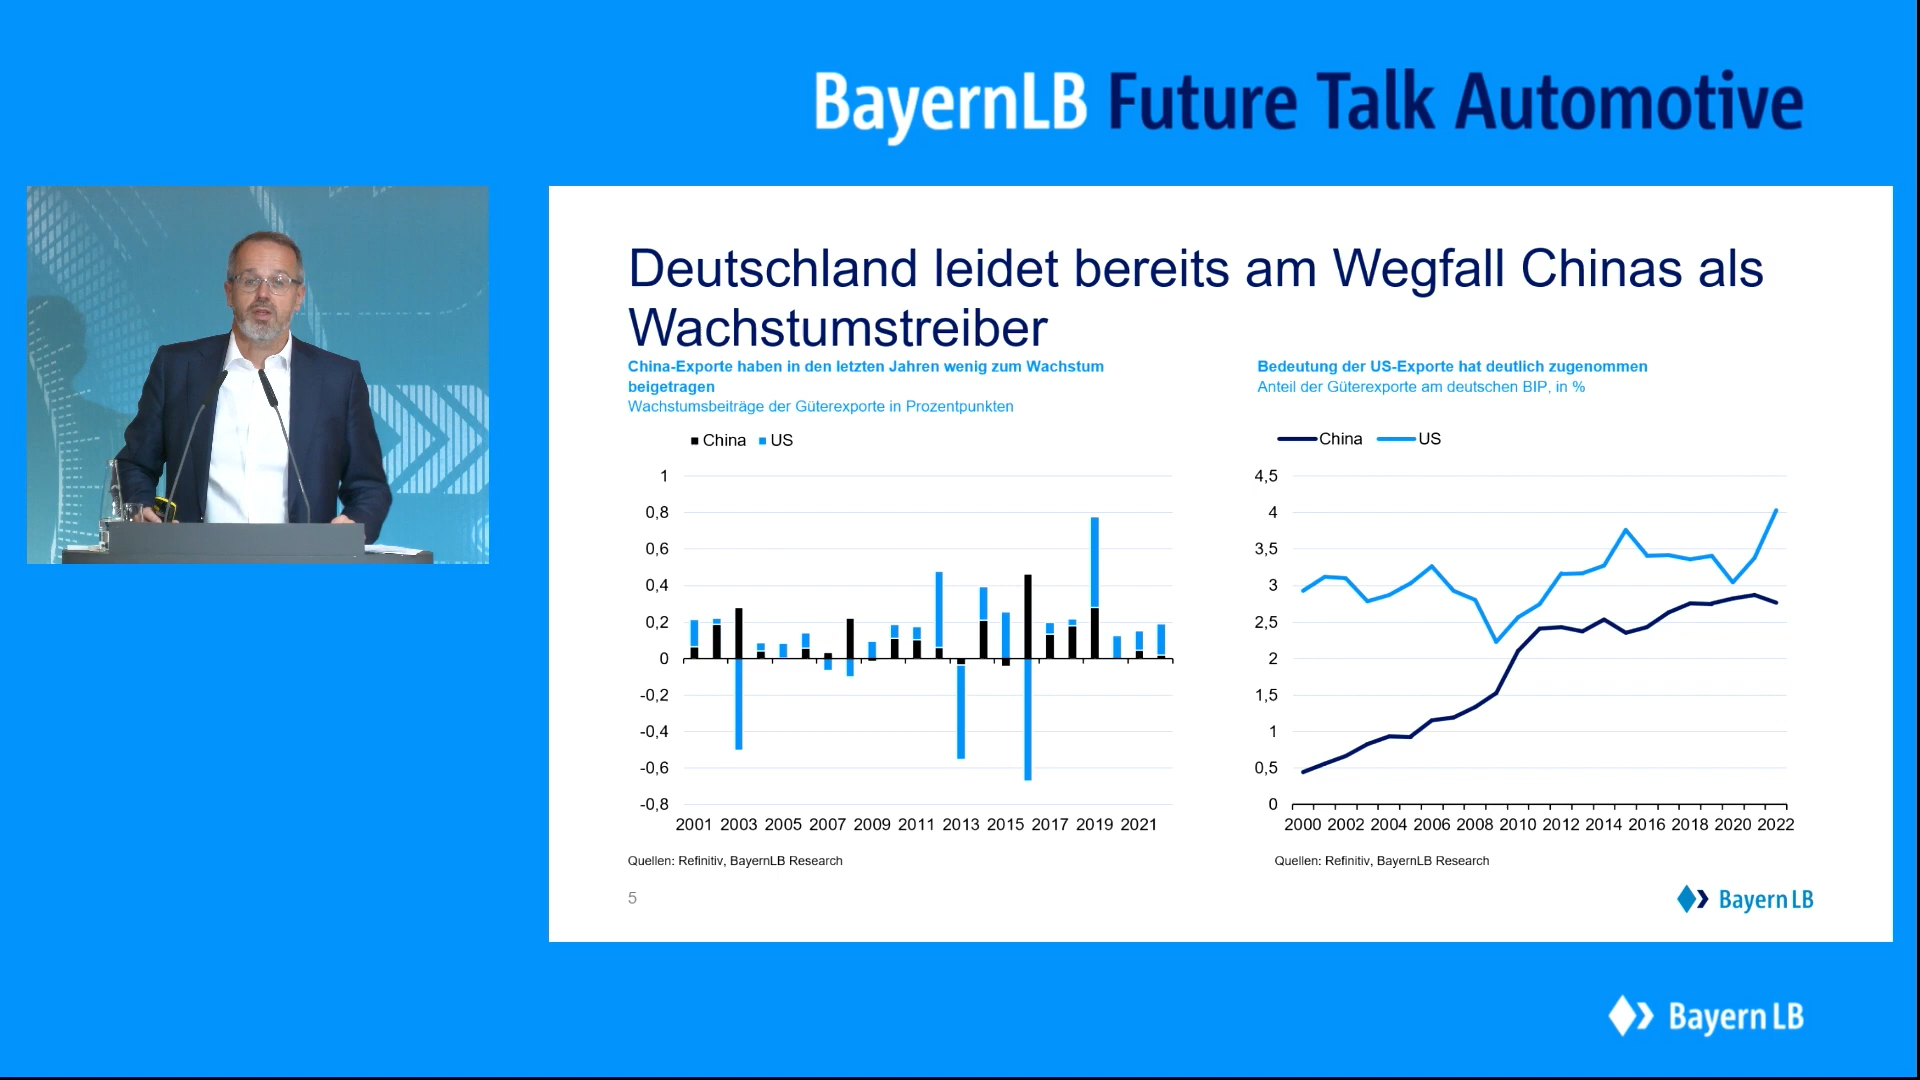 BayernLB Future Talk Automotive
Deutschland leidet bereits am Wegfall Chinas als
Wachstumstreiber
China-Exporte haben in den letzten Jahren wenig zum Wachstum
beigetragen
Wachstumsbeiträge der Güterexporte in Prozentpunkten
China US
1
0,8
0,6
0,4
0,2
0
-0,2
-0,4
-0,6
-0,8
2001 2003 2005 2007 2009 2011 2013 2015 2017 2019 2021
Quellen: Refinitiv, BayernLB Research
Bedeutung der US-Exporte hat deutlich zugenommen
Anteil der Güterexporte am deutschen BIP, in %
China US
4,5
4
3,5
3
2,5
2
1,5
1
0,5
0
2000 2002 2004 2006 2008 2010 2012 2014 2016 2018 2020 2022
Quellen: Refinitiv, BayernLB Research
5
Bayern LB
Bayern LB